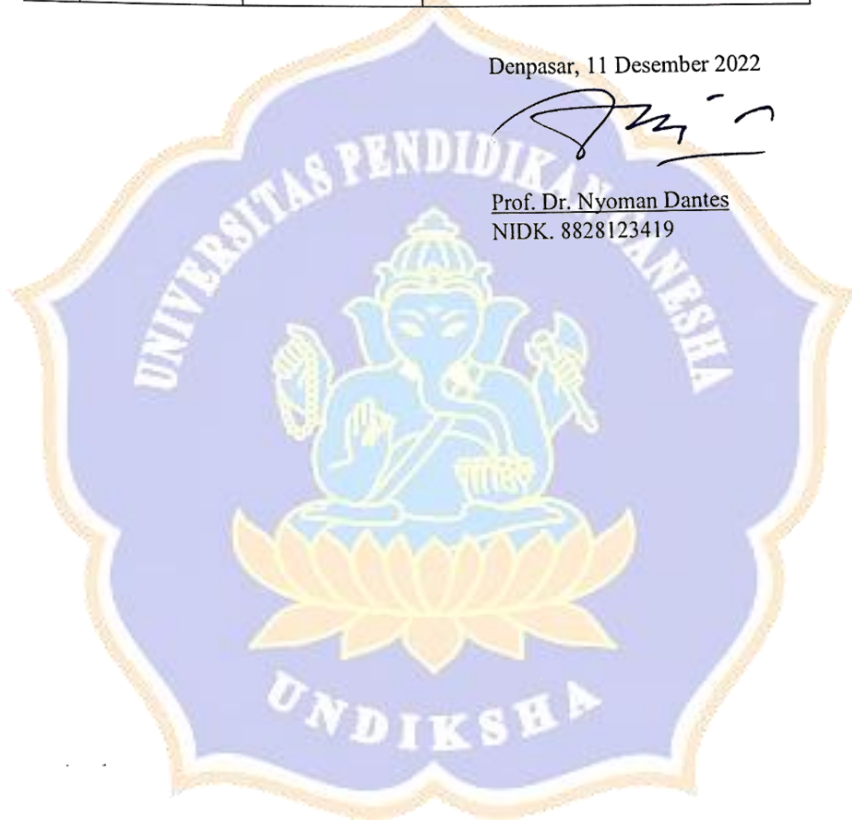 Denpasar, 11 Desember 2022
Prof. Dr. Nyoman Dantes
NIDK. 8828123419
UNIVERSITAS PENDIDIKAN GANESHA
UNDIKSHA